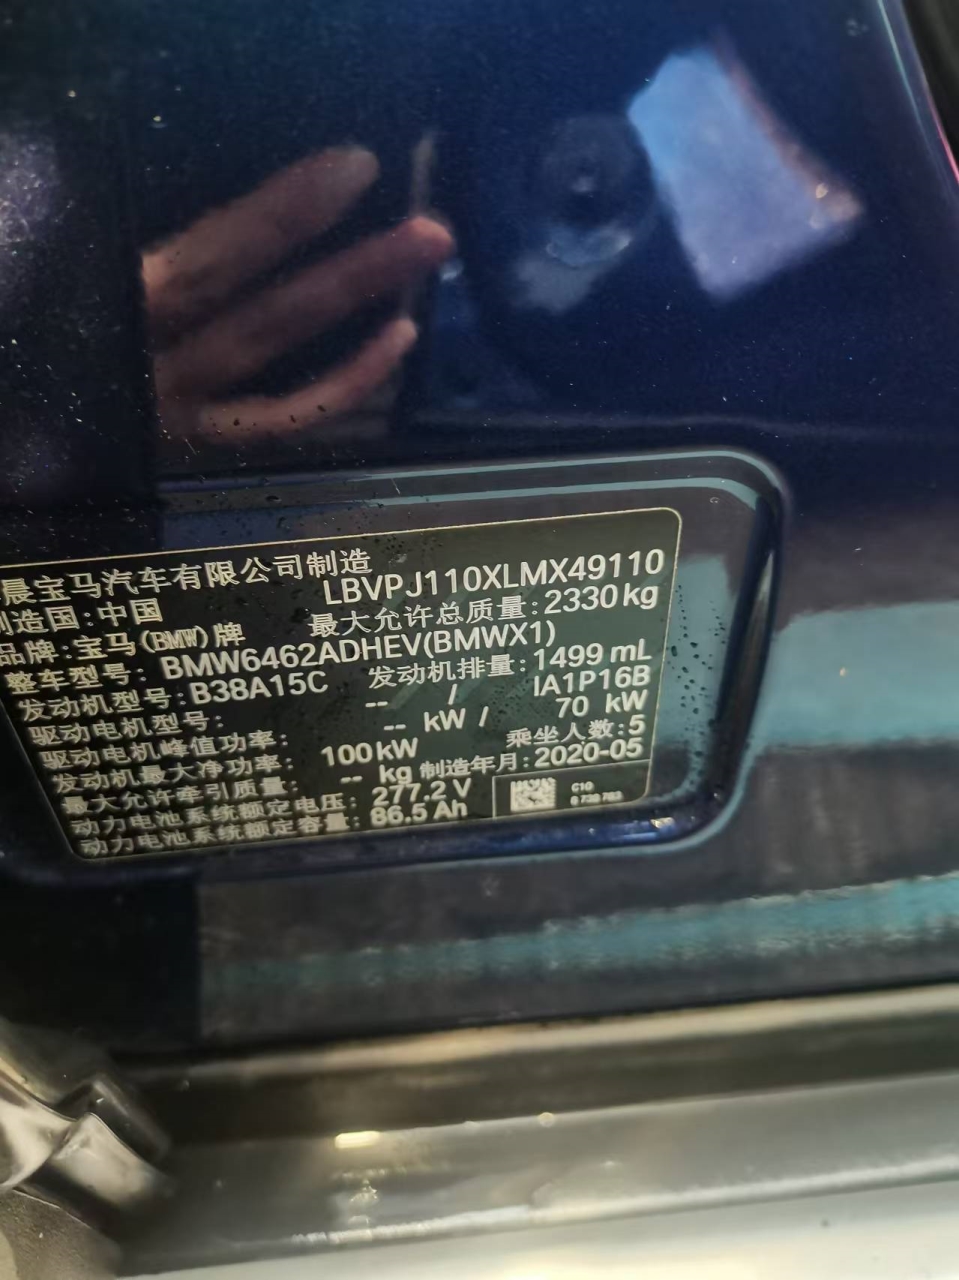 晨宝马汽车有限公司制造
制造国:中国 LBVPJ110XLMX49110
品牌:宝马(BMW)牌 最大允许总质量:2330kg
整车型号: BMW6462ADHEV(BMWX1)
发动机型号:B38A15C 发动机排量:1499 mL
驱动电机型号: -- / IA1P16B
驱动电机峰值功率: -- kW / 70 kW
发动机最大净功率: 100kW 乘坐人数:5
最大允许牵引质量: -- kg 制造年月:2020-05
动力电池系统额定电压: 277.2 V
动力电池系统额定容量: 86.5 Ah
C10